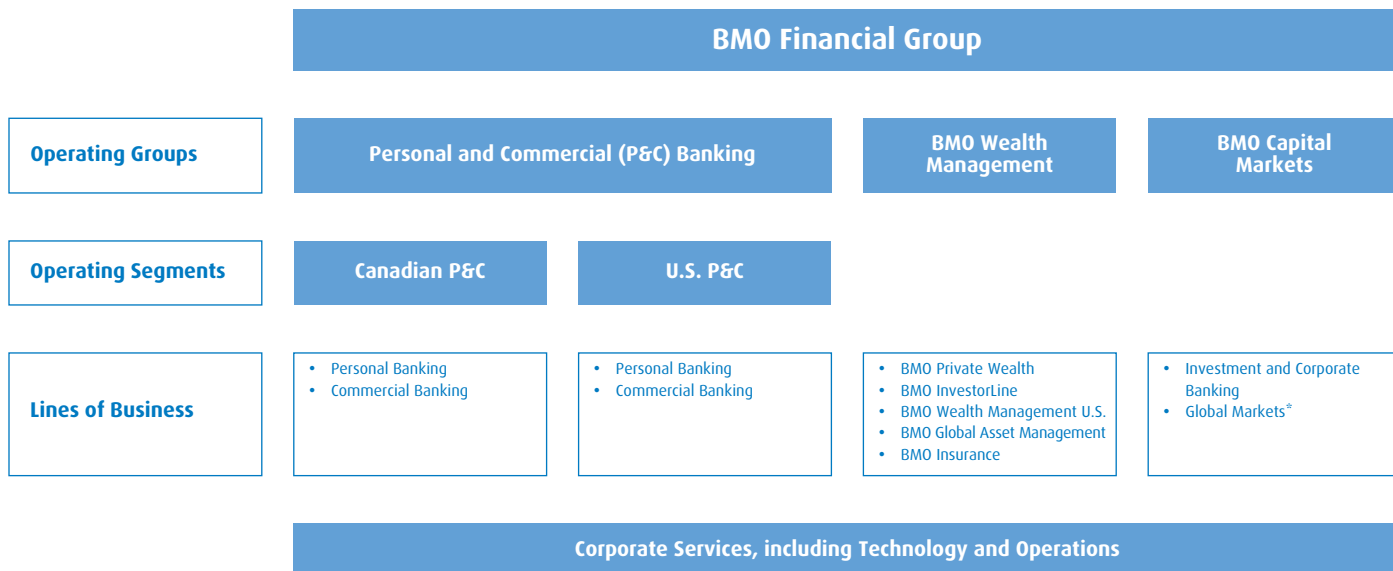 BMO Financial Group
Operating Groups
Personal and Commercial (P&C) Banking
BMO Wealth
Management
BMO Capital
Markets
Operating Segments
Canadian P&C
U.S. P&C
Lines of Business
• Personal Banking
• Commercial Banking
• Personal Banking
• Commercial Banking
• BMO Private Wealth
• BMO InvestorLine
• BMO Wealth Management U.S.
• BMO Global Asset Management
• BMO Insurance
• Investment and Corporate
Banking
• Global Markets*
Corporate Services, including Technology and Operations